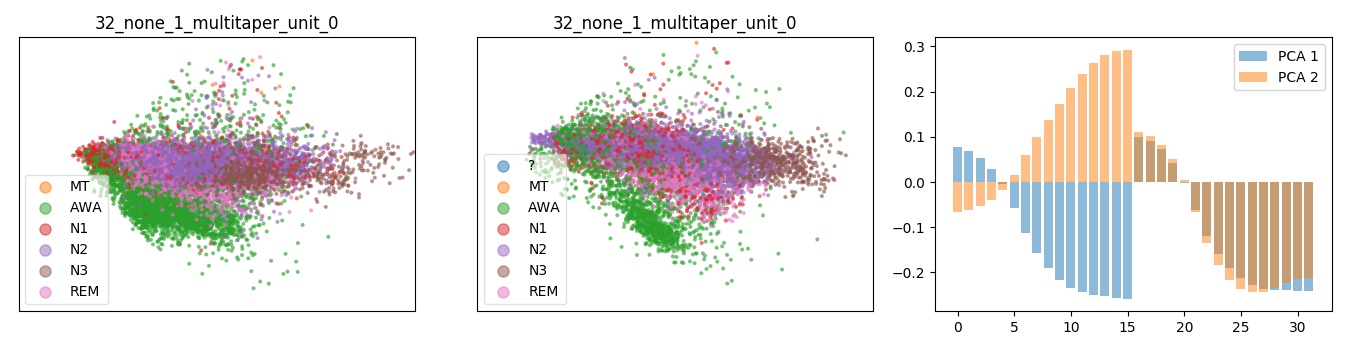 32_none_1_multitaper_unit_0
MT
AWA
N1
N2
N3
REM
32_none_1_multitaper_unit_0
?
MT
AWA
N1
N2
N3
REM
PCA 1
PCA 2
0.3
0.2
0.1
0.0
−0.1
−0.2
0 5 10 15 20 25 30